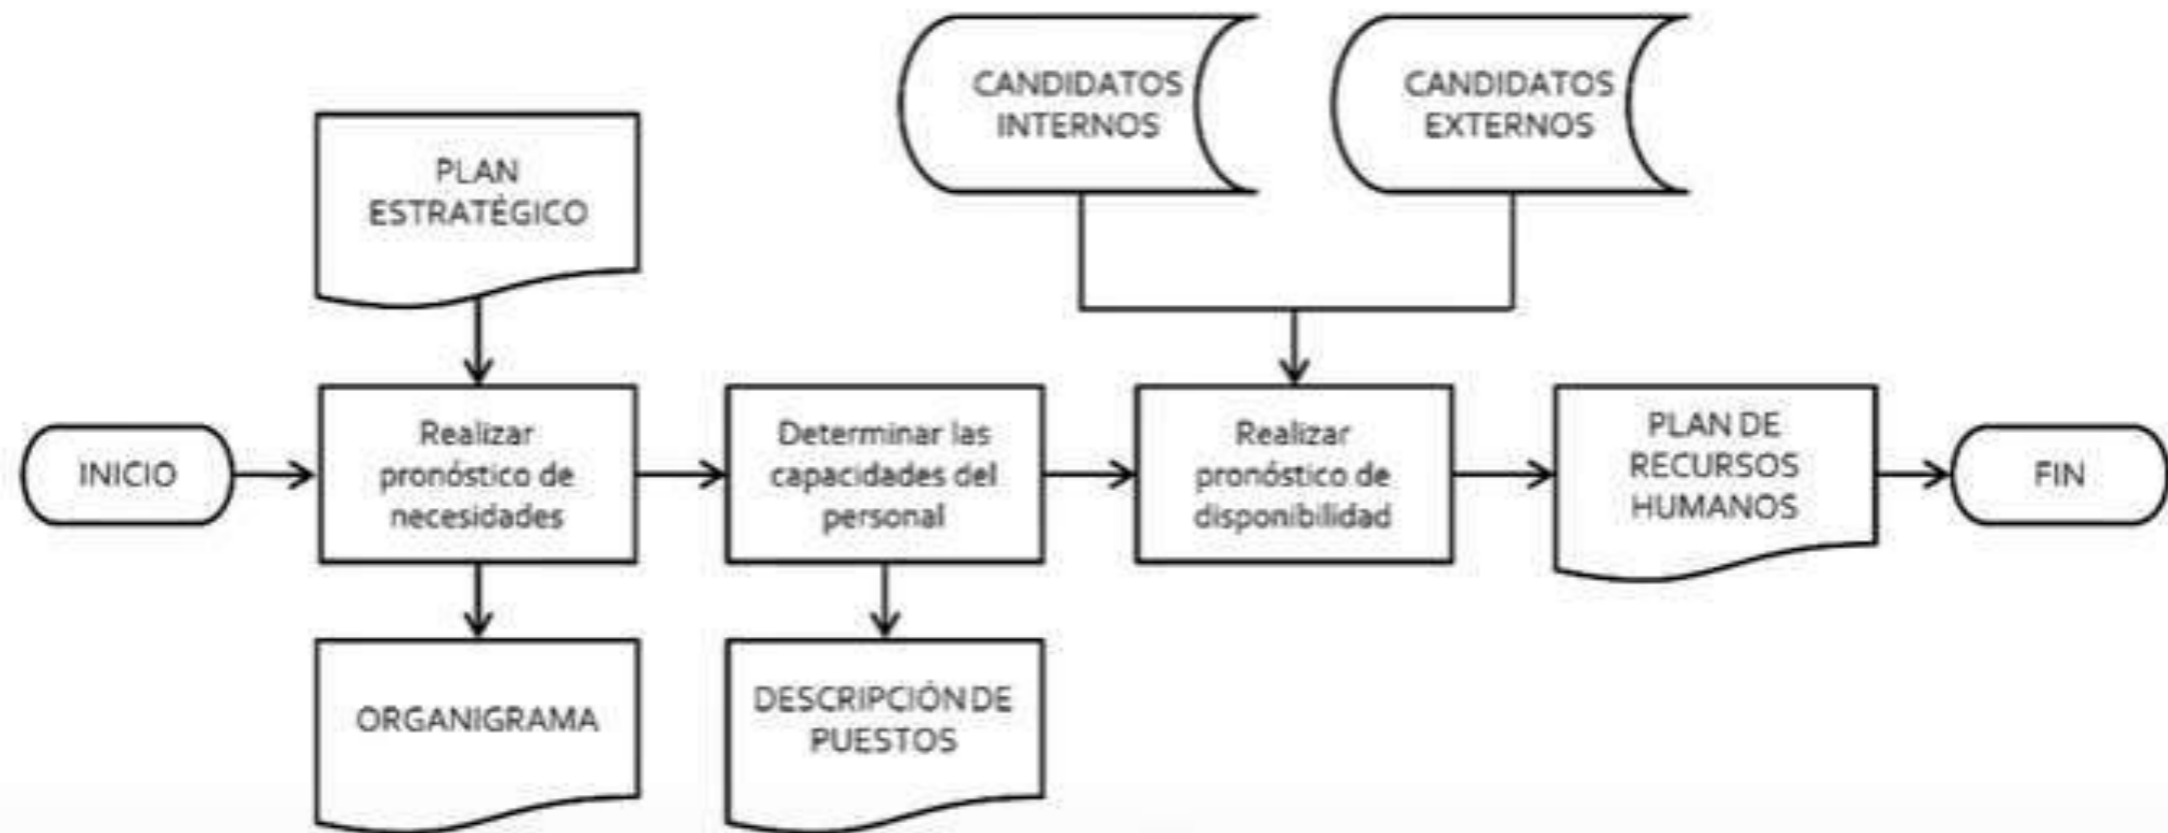 CANDIDATOS
INTERNOS
CANDIDATOS
EXTERNOS
PLAN
ESTRATÉGICO
INICIO
Realizar
pronóstico de
necesidades
Determinar las
capacidades del
personal
Realizar
pronóstico de
disponibilidad
PLAN DE
RECURSOS
HUMANOS
FIN
ORGANIGRAMA
DESCRIPCIÓN DE
PUESTOS